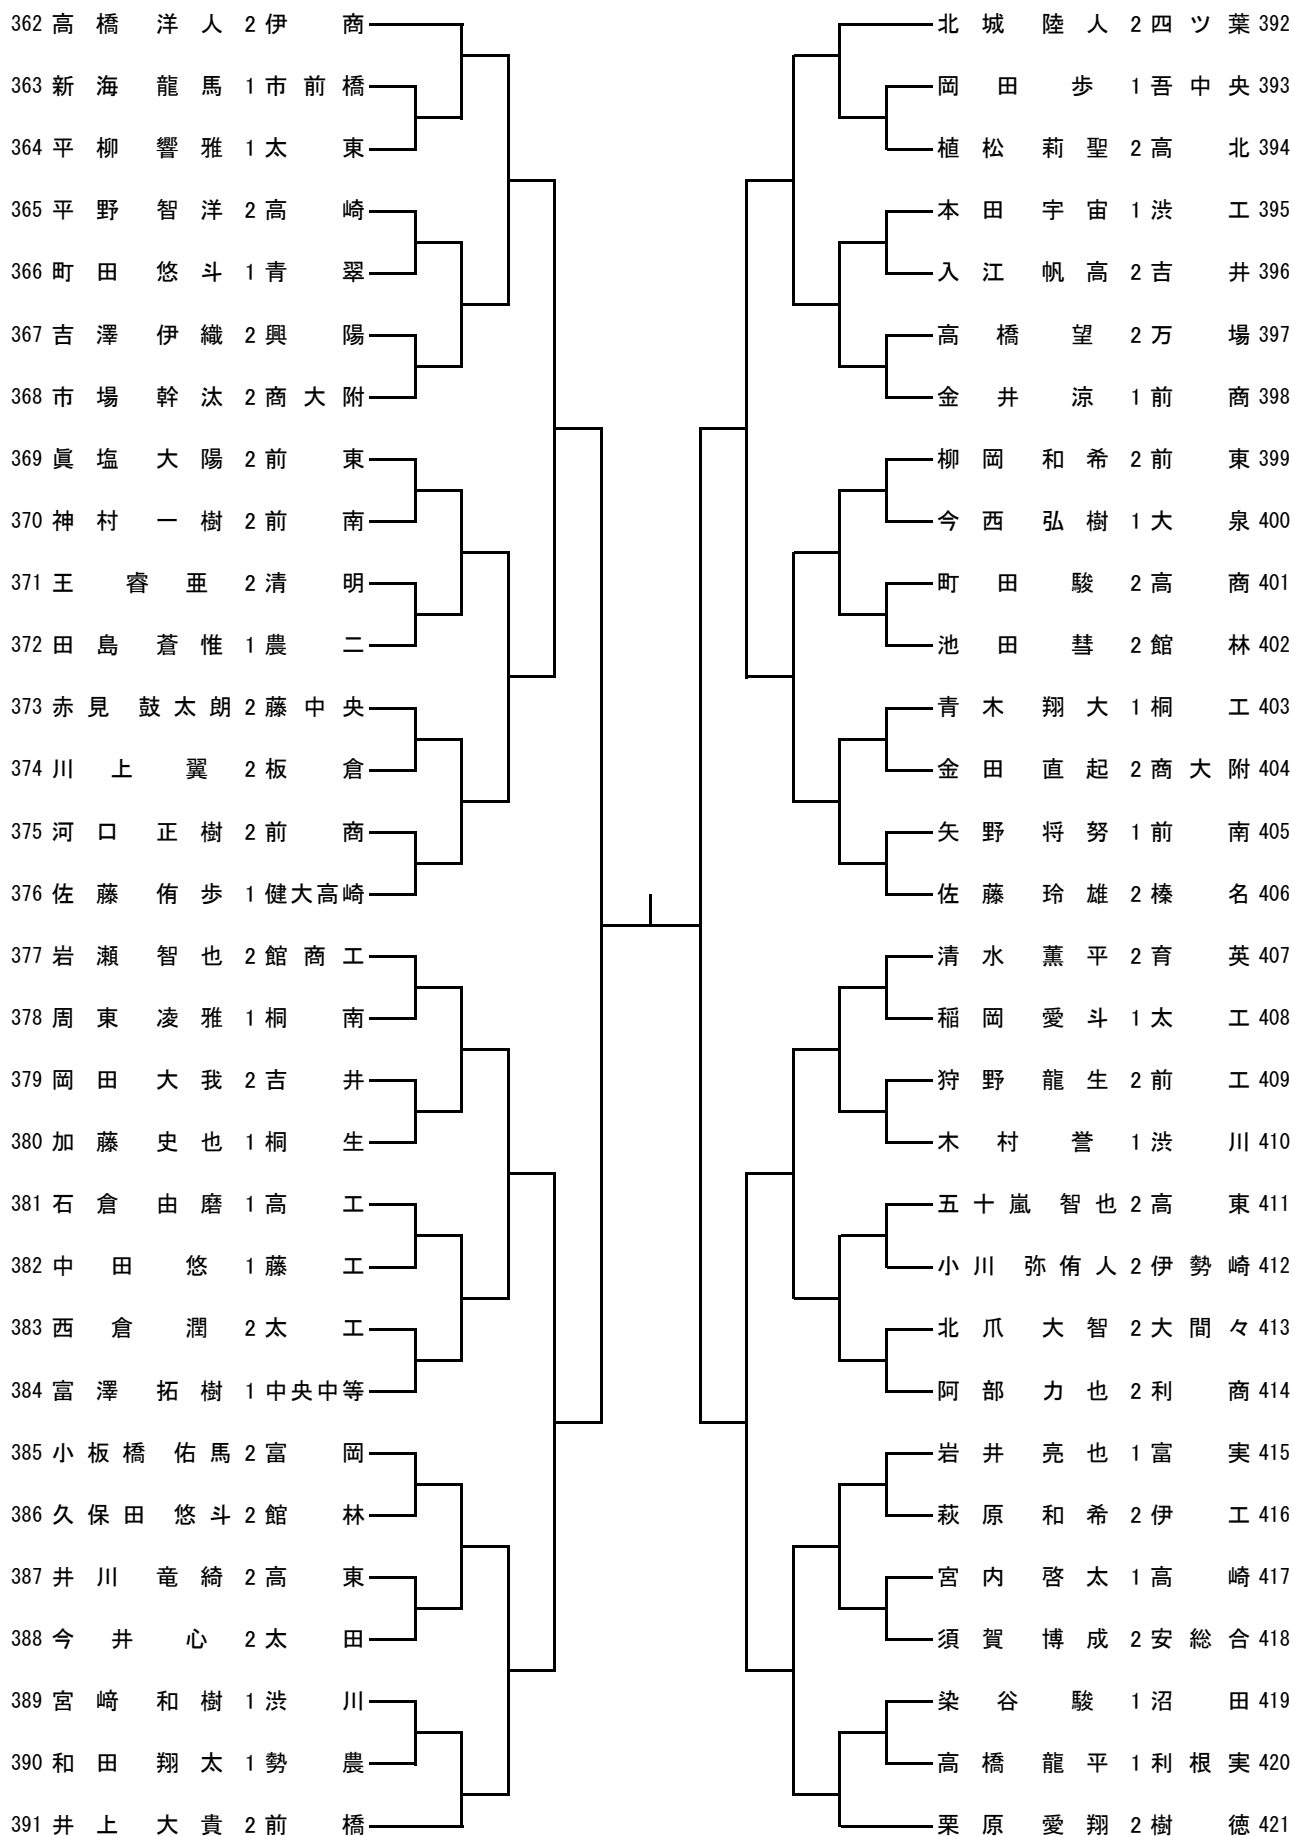 362 高橋 洋人 2 伊商
363 新海 龍馬 1 市前橋
364 平柳 響雅 1 太東
365 平野 智洋 2 高崎
366 町田 悠斗 1 青翠
367 吉澤 伊織 2 興陽
368 市場 幹汰 2 商大附
369 眞塩 大陽 2 前東
370 神村 一樹 2 前南
371 王 睿亜 2 清明
372 田島 蒼惟 1 農二
373 赤見 鼓太朗 2 藤中央
374 川上 翼 2 板倉
375 河口 正樹 2 前商
376 佐藤 侑歩 1 健大高崎
377 岩瀬 智也 2 館商工
378 周東 凌雅 1 桐南
379 岡田 大我 2 吉井
380 加藤 史也 1 桐生
381 石倉 由磨 1 高工
382 中田 悠 1 藤工
383 西倉 潤 2 太工
384 富澤 拓樹 1 中央中等
385 小板橋 佑馬 2 富岡
386 久保田 悠斗 2 館林
387 井川 竜綺 2 高東
388 今井 心 2 太田
389 宮﨑 和樹 1 渋川
390 和田 翔太 1 勢農
391 井上 大貴 2 前橋
北城 陸人 2 四ツ葉 392
岡田 歩 1 吾中央 393
植松 莉聖 2 高北 394
本田 宇宙 1 渋工 395
入江 帆高 2 吉井 396
高橋 望 2 万場 397
金井 涼 1 前商 398
柳岡 和希 2 前東 399
今西 弘樹 1 大泉 400
町田 駿 2 高商 401
池田 彗 2 館林 402
青木 翔大 1 桐工 403
金田 直起 2 商大附 404
矢野 将努 1 前南 405
佐藤 玲雄 2 榛名 406
清水 薫平 2 育英 407
稲岡 愛斗 1 太工 408
狩野 龍生 2 前工 409
木村 誉 1 渋川 410
五十嵐 智也 2 高東 411
小川 弥侑人 2 伊勢崎 412
北爪 大智 2 大間々 413
阿部 力也 2 利商 414
岩井 亮也 1 富実 415
萩原 和希 2 伊工 416
宮内 啓太 1 高崎 417
須賀 博成 2 安総合 418
染谷 駿 1 沼田 419
高橋 龍平 1 利根実 420
栗原 愛翔 2 樹徳 421